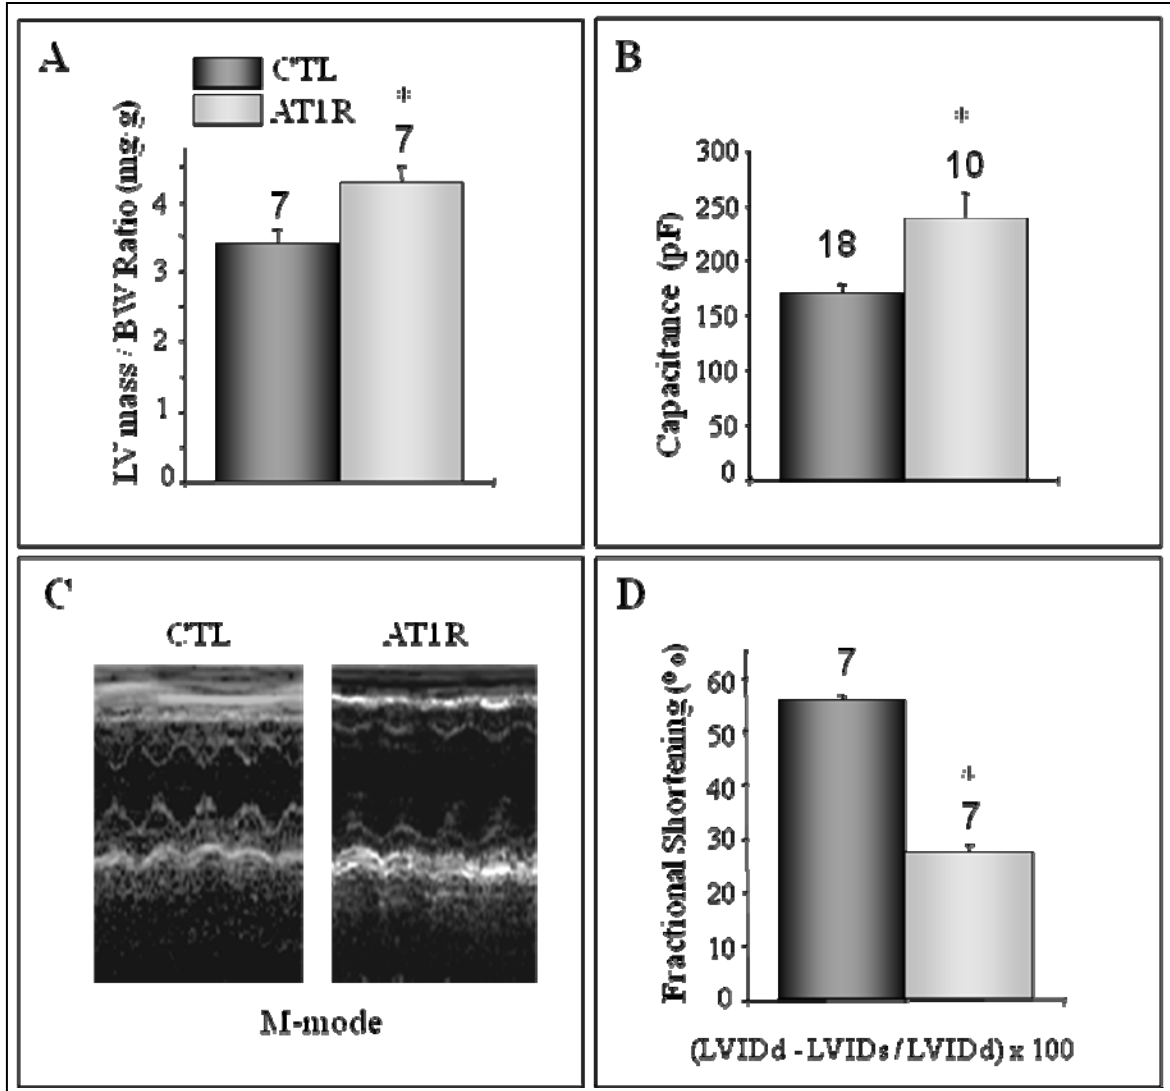 A
CTL
AT1R
*
7
7
LV mass / BW Ratio (mg/g)
4
3
2
1
0
B
*
10
18
Capacitance (pF)
300
250
200
150
100
50
0
C
CTL
AT1R
M-mode
D
7
*
7
Fractional Shortening (%)
60
50
40
30
20
10
0
(LVIDd - LVIDs / LVIDd) x 100